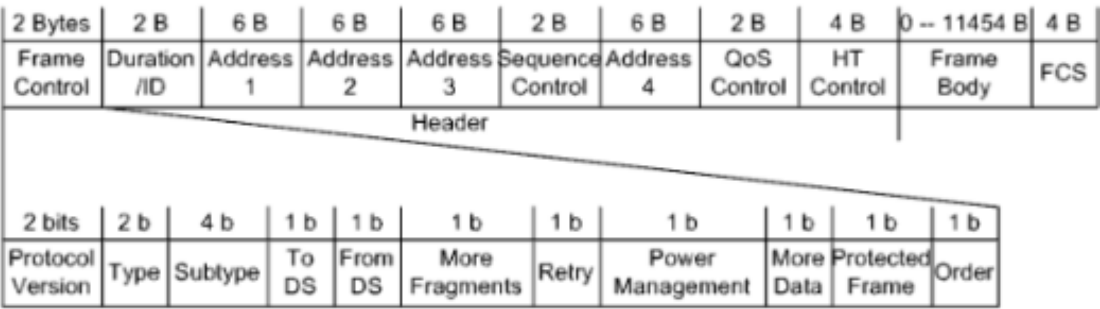 2 Bytes 2 B 6 B 6 B 6 B 2 B 6 B 2 B 4 B 0 -- 11454 B 4 B
Frame Duration Address Address Address Sequence Address QoS HT Frame FCS
Control /ID 1 2 3 Control 4 Control Control Body
Header
2 bits 2 b 4 b 1 b 1 b 1 b 1 b 1 b 1 b 1 b 1 b
Protocol Type Subtype To From More Retry Power More Protected Order
Version DS DS Fragments Management Data Frame